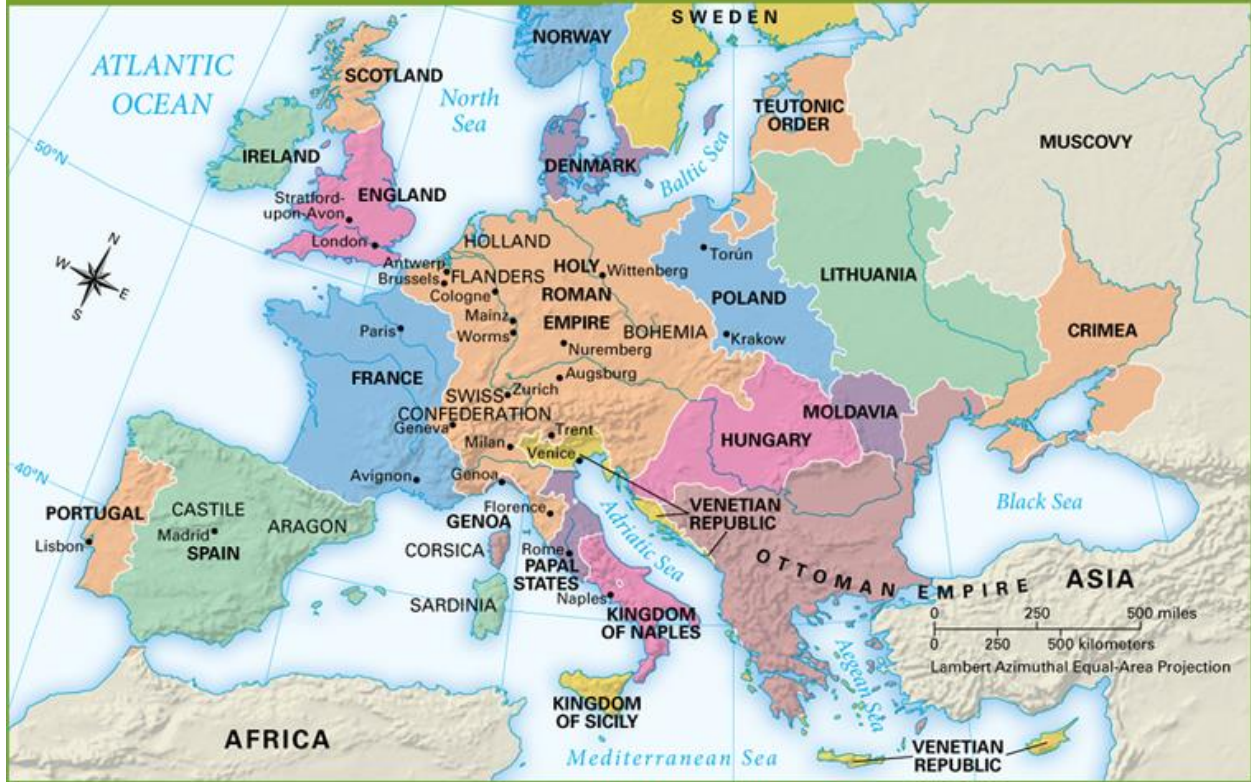 SWEDEN
NORWAY
ATLANTIC
OCEAN
SCOTLAND
North
Sea
TEUTONIC
ORDER
MUSCOVY
50°N
IRELAND
DENMARK
Baltic Sea
ENGLAND
Stratford-
upon-Avon
London
HOLLAND
N
W
E
S
Antwerp
Brussels
FLANDERS
Cologne
HOLY
ROMAN
EMPIRE
Wittenberg
Torún
LITHUANIA
POLAND
Mainz
Worms
BOHEMIA
Krakow
CRIMEA
Paris
Nuremberg
FRANCE
Augsburg
SWISS
CONFEDERATION
Zurich
Geneva
MOLDAVIA
HUNGARY
Trent
Milan
Venice
40°N
Avignon
Genoa
Black Sea
PORTUGAL
CASTILE
Madrid
SPAIN
ARAGON
Lisbon
GENOA
Florence
Adriatic Sea
VENETIAN
REPUBLIC
CORSICA
Rome
PAPAL
STATES
OTTOMAN EMPIRE
ASIA
SARDINIA
Naples
KINGDOM
OF NAPLES
0 250 500 miles
0 250 500 kilometers
Lambert Azimuthal Equal-Area Projection
Aegean Sea
KINGDOM
OF SICILY
AFRICA
Mediterranean Sea
VENETIAN
REPUBLIC